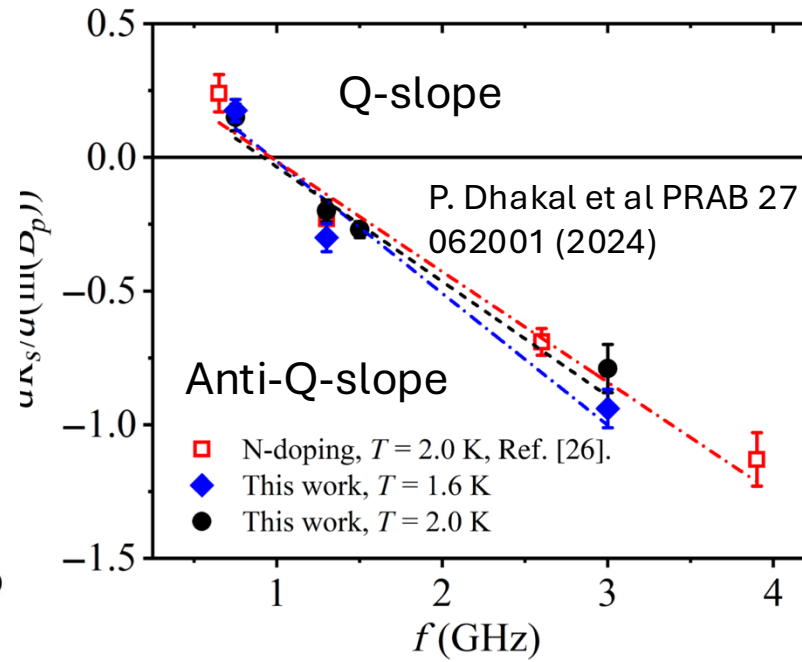 0.5
Q-slope
0.0
P. Dhakal et al PRAB 27
062001 (2024)
−0.5
Anti-Q-slope
−1.0
N-doping, T = 2.0 K, Ref. [26].
This work, T = 1.6 K
This work, T = 2.0 K
−1.5
1 2 3 4
f (GHz)